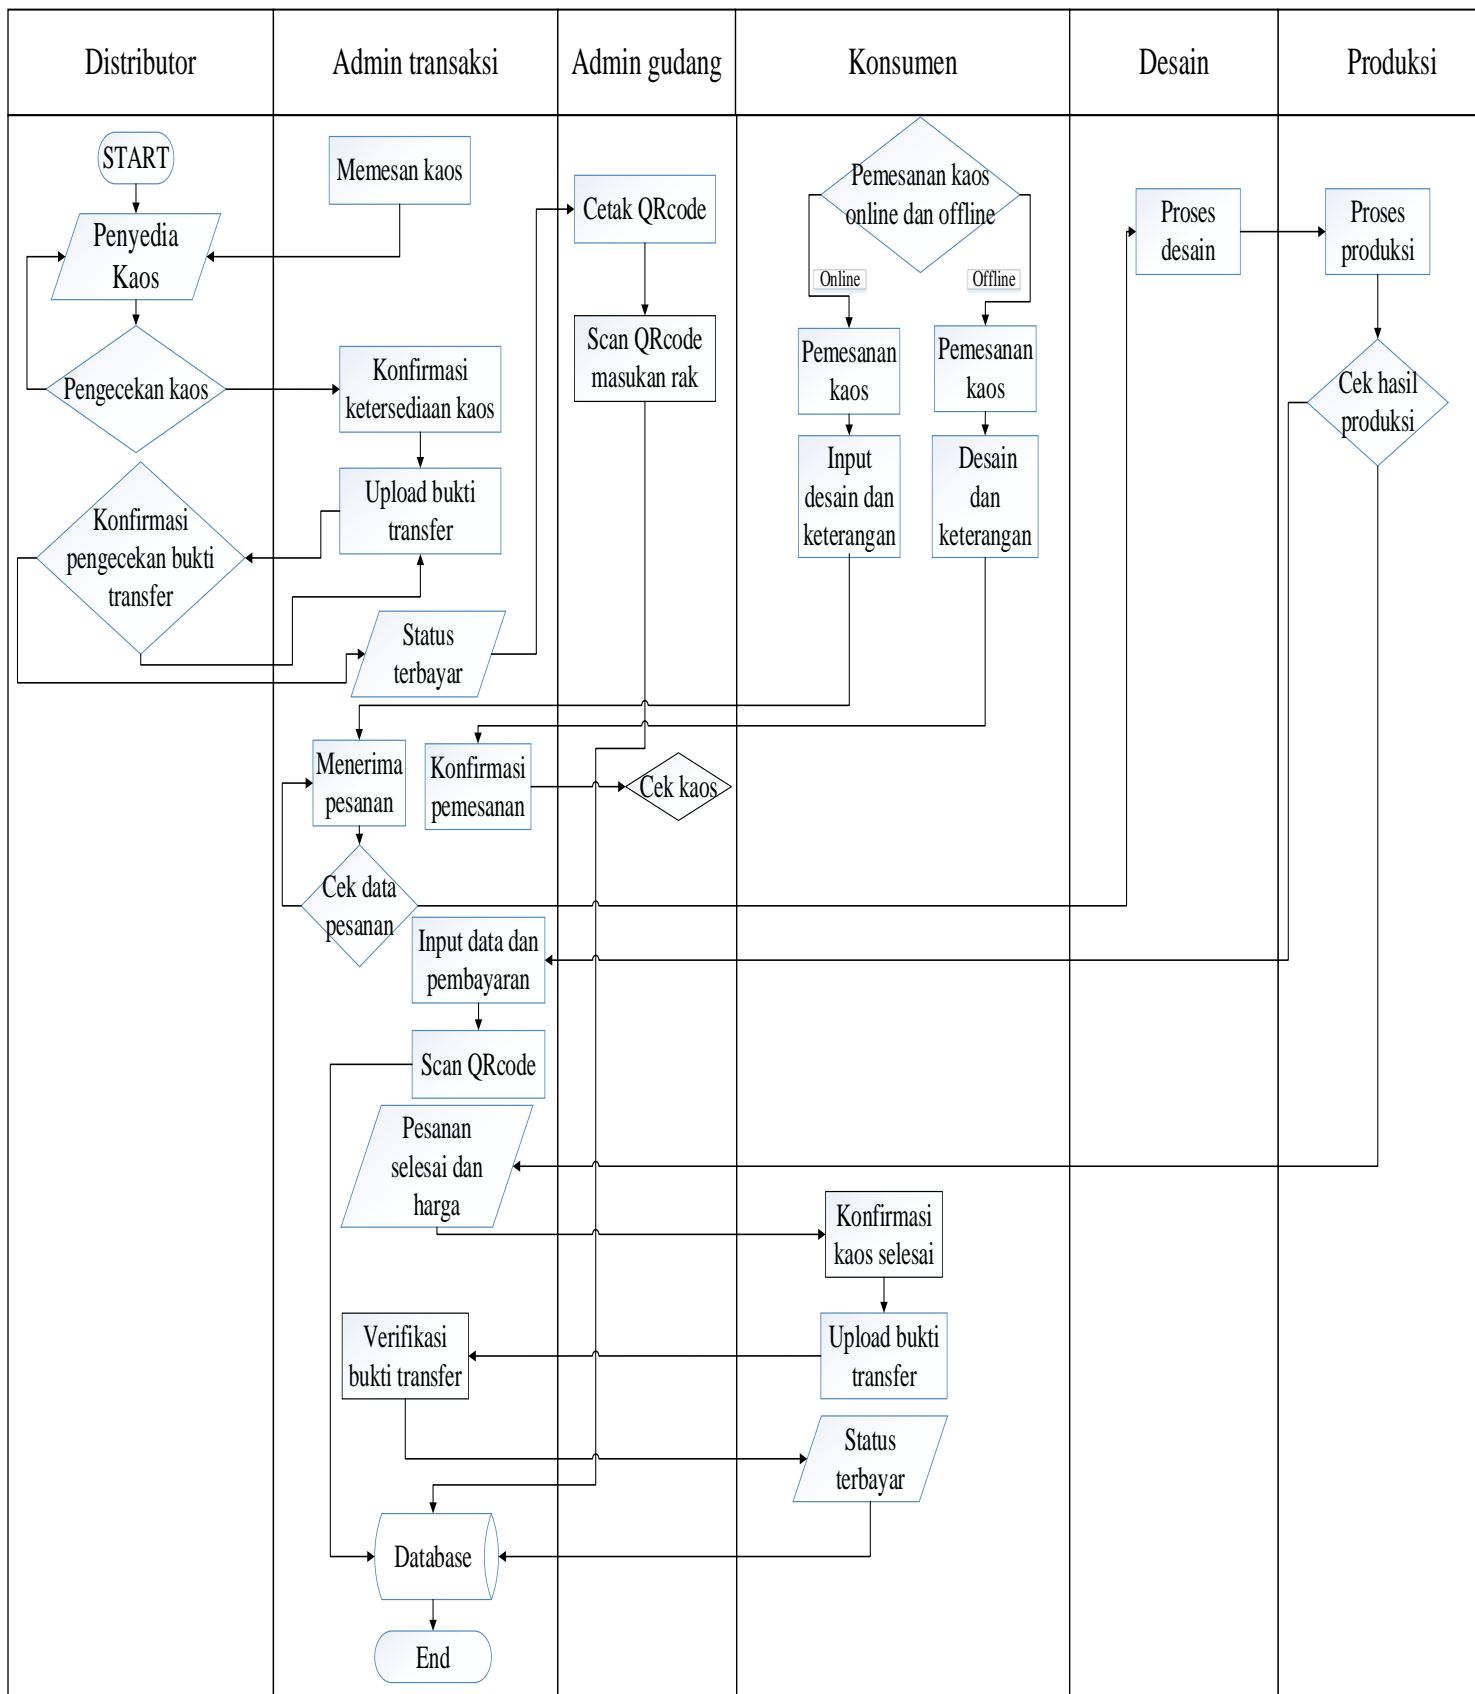 Distributor
Admin transaksi
Admin gudang
Konsumen
Desain
Produksi
START
Memesan kaos
Penyedia
Kaos
Pengecekan kaos
Konfirmasi
ketersediaan kaos
Upload bukti
transfer
Konfirmasi
pengecekan bukti
transfer
Status
terbayar
Cetak QRcode
Scan QRcode
masukan rak
Pemesanan kaos
online dan offline
Online
Offline
Pemesanan
kaos
Pemesanan
kaos
Input
desain dan
keterangan
Desain
dan
keterangan
Proses
desain
Proses
produksi
Cek hasil
produksi
Menerima
pesanan
Konfirmasi
pemesanan
Cek kaos
Cek data
pesanan
Input data dan
pembayaran
Scan QRcode
Pesanan
selesai dan
harga
Konfirmasi
kaos selesai
Verifikasi
bukti transfer
Upload bukti
transfer
Status
terbayar
Database
End